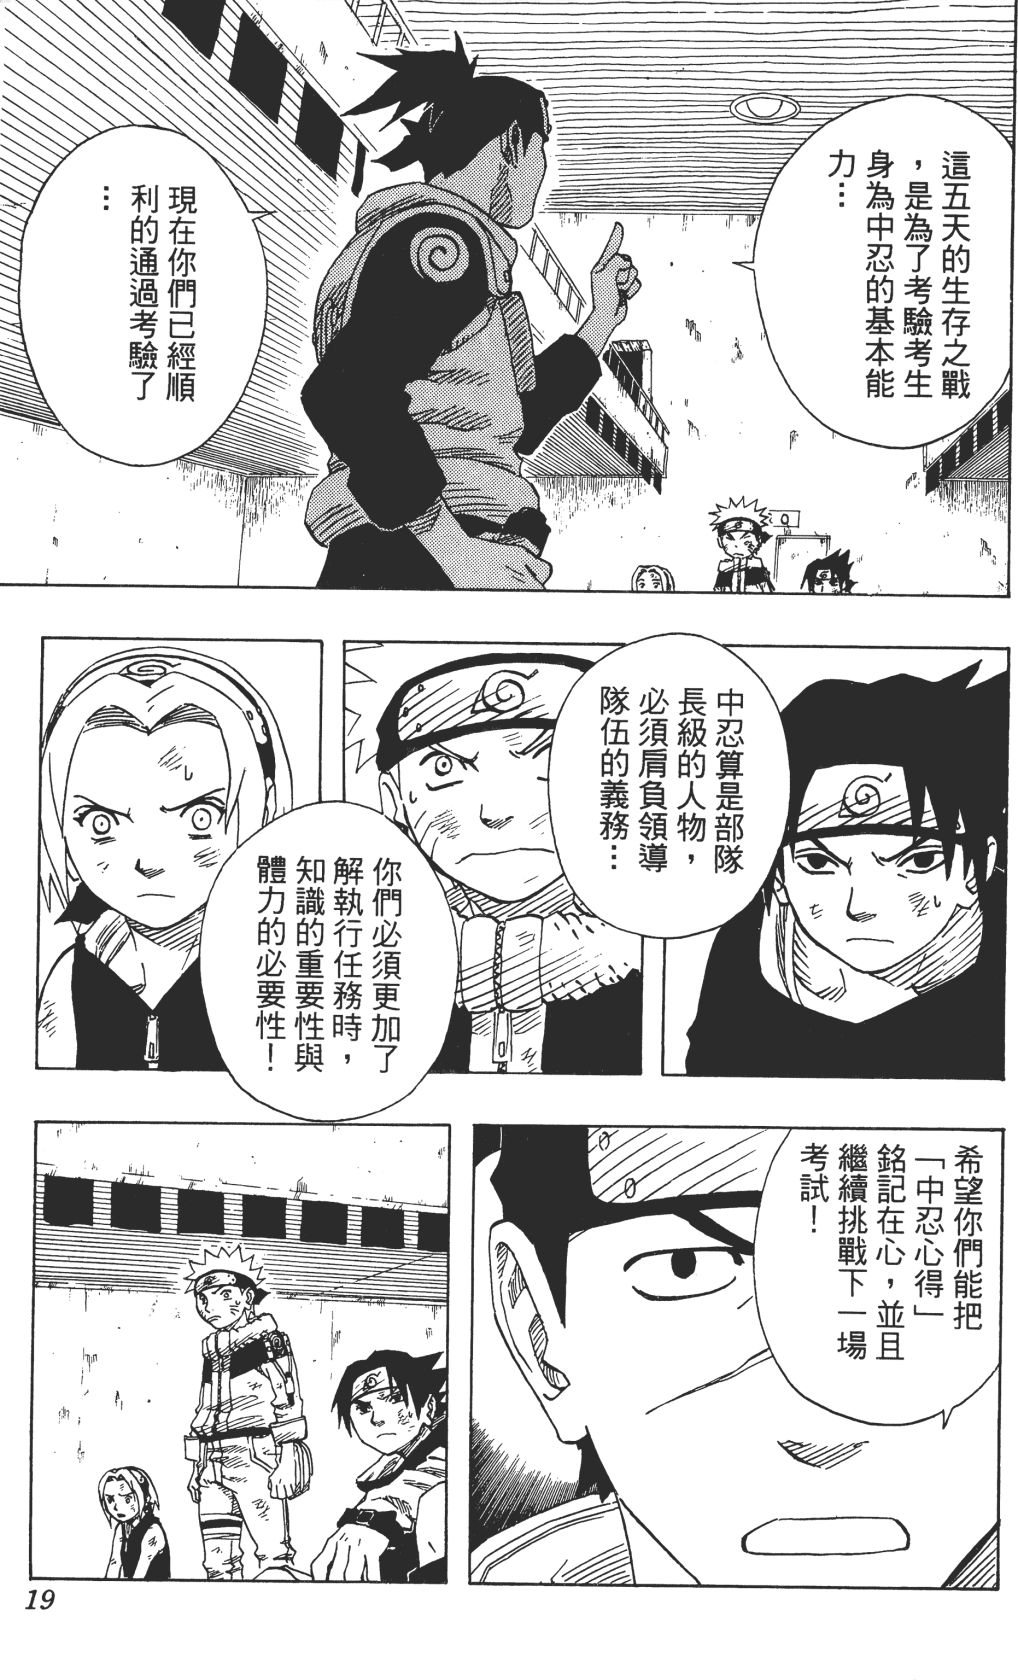 這五天的生存之戰
，是為了考驗考生
身為中忍的基本能
力…
現在你們已經順
利的通過考驗了
…
中忍算是部隊
長級的人物，
必須肩負領導
隊伍的義務…
你們必須更加了
解執行任務時，
知識的重要性與
體力的必要性！
希望你們能把
「中忍心得」
銘記在心，並且
繼續挑戰下一場
考試！
19